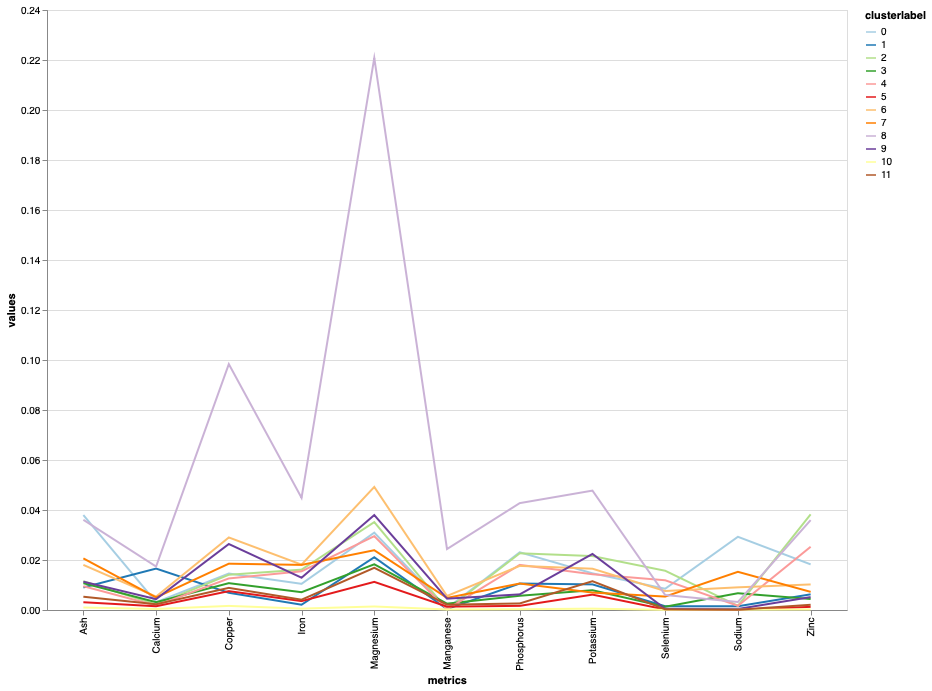 0.24
0.22
0.20
0.18
0.16
0.14
0.12
0.10
0.08
0.06
0.04
0.02
0.00
values
Ash
Calcium
Copper
Iron
Magnesium
Manganese
Phosphorus
Potassium
Selenium
Sodium
Zinc
metrics
clusterlabel
0
1
2
3
4
5
6
7
8
9
10
11